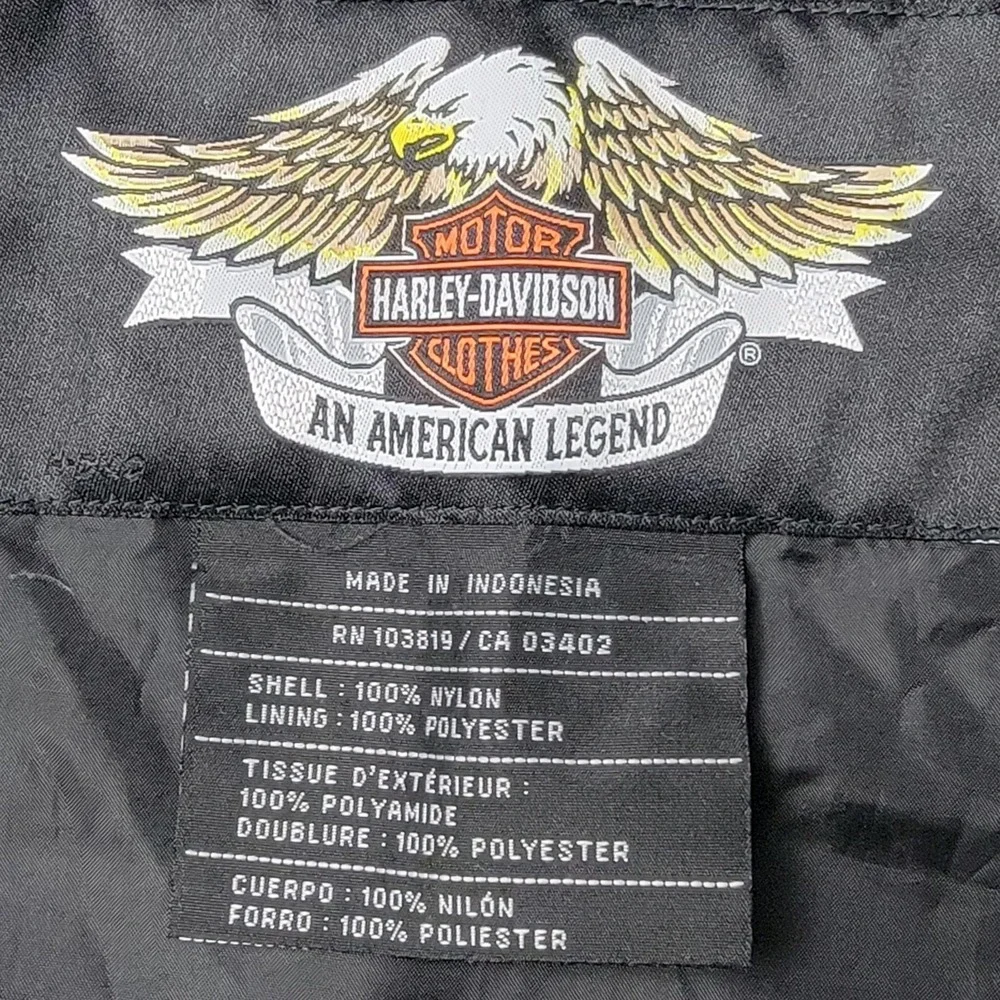 MOTOR
HARLEY-DAVIDSON
CLOTHES
®
AN AMERICAN LEGEND
MADE IN INDONESIA
RN 103819 / CA 03402
SHELL : 100% NYLON
LINING : 100% POLYESTER
TISSUE D'EXTÉRIEUR :
100% POLYAMIDE
DOUBLURE : 100% POLYESTER
CUERPO : 100% NILÓN
FORRO : 100% POLIESTER